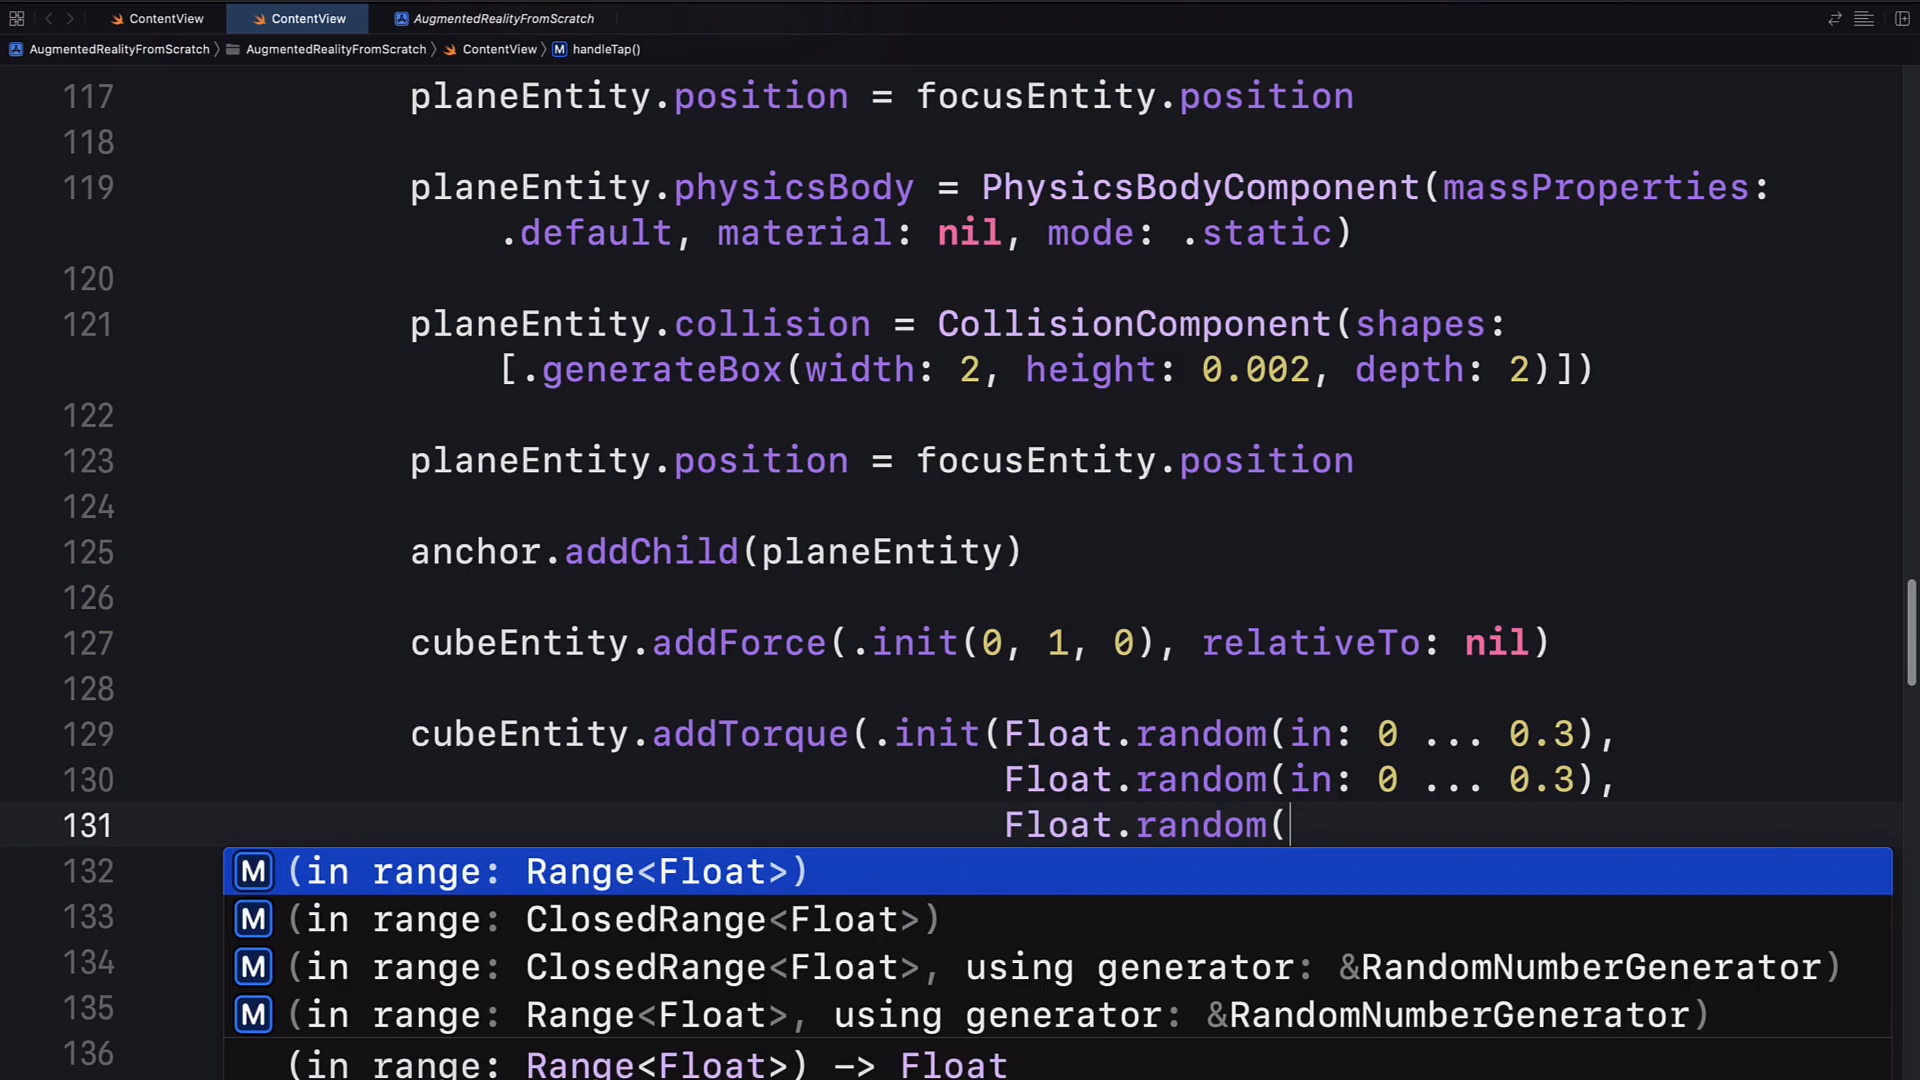 ContentView ContentView AugmentedRealityFromScratch
AugmentedRealityFromScratch AugmentedRealityFromScratch ContentView M handleTap()
117 planeEntity.position = focusEntity.position
118
119 planeEntity.physicsBody = PhysicsBodyComponent(massProperties:
.default, material: nil, mode: .static)
120
121 planeEntity.collision = CollisionComponent(shapes:
[.generateBox(width: 2, height: 0.002, depth: 2)])
122
123 planeEntity.position = focusEntity.position
124
125 anchor.addChild(planeEntity)
126
127 cubeEntity.addForce(.init(0, 1, 0), relativeTo: nil)
128
129 cubeEntity.addTorque(.init(Float.random(in: 0 ... 0.3),
130 Float.random(in: 0 ... 0.3),
131 Float.random(
132 M (in range: Range<Float>)
133 M (in range: ClosedRange<Float>)
134 M (in range: ClosedRange<Float>, using generator: &RandomNumberGenerator)
135 M (in range: Range<Float>, using generator: &RandomNumberGenerator)
136 (in range: Range<Float>) -> Float